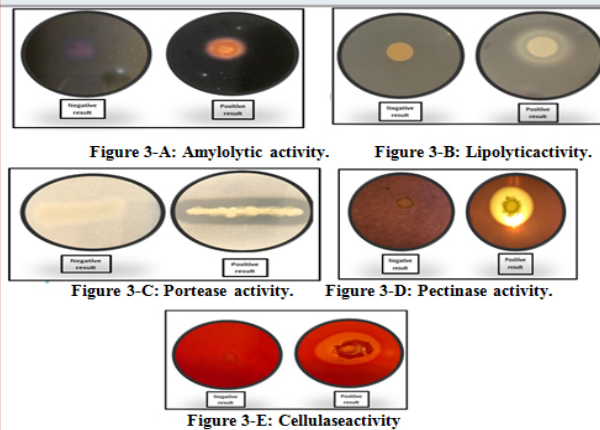 Negative result
Positive result
Negative result
Positive result
Figure 3-A: Amylolytic activity.
Figure 3-B: Lipolyticactivity.
Negative result
Positive result
Negative result
Positive result
Figure 3-C: Portease activity.
Figure 3-D: Pectinase activity.
Negative result
Positive result
Figure 3-E: Cellulaseactivity